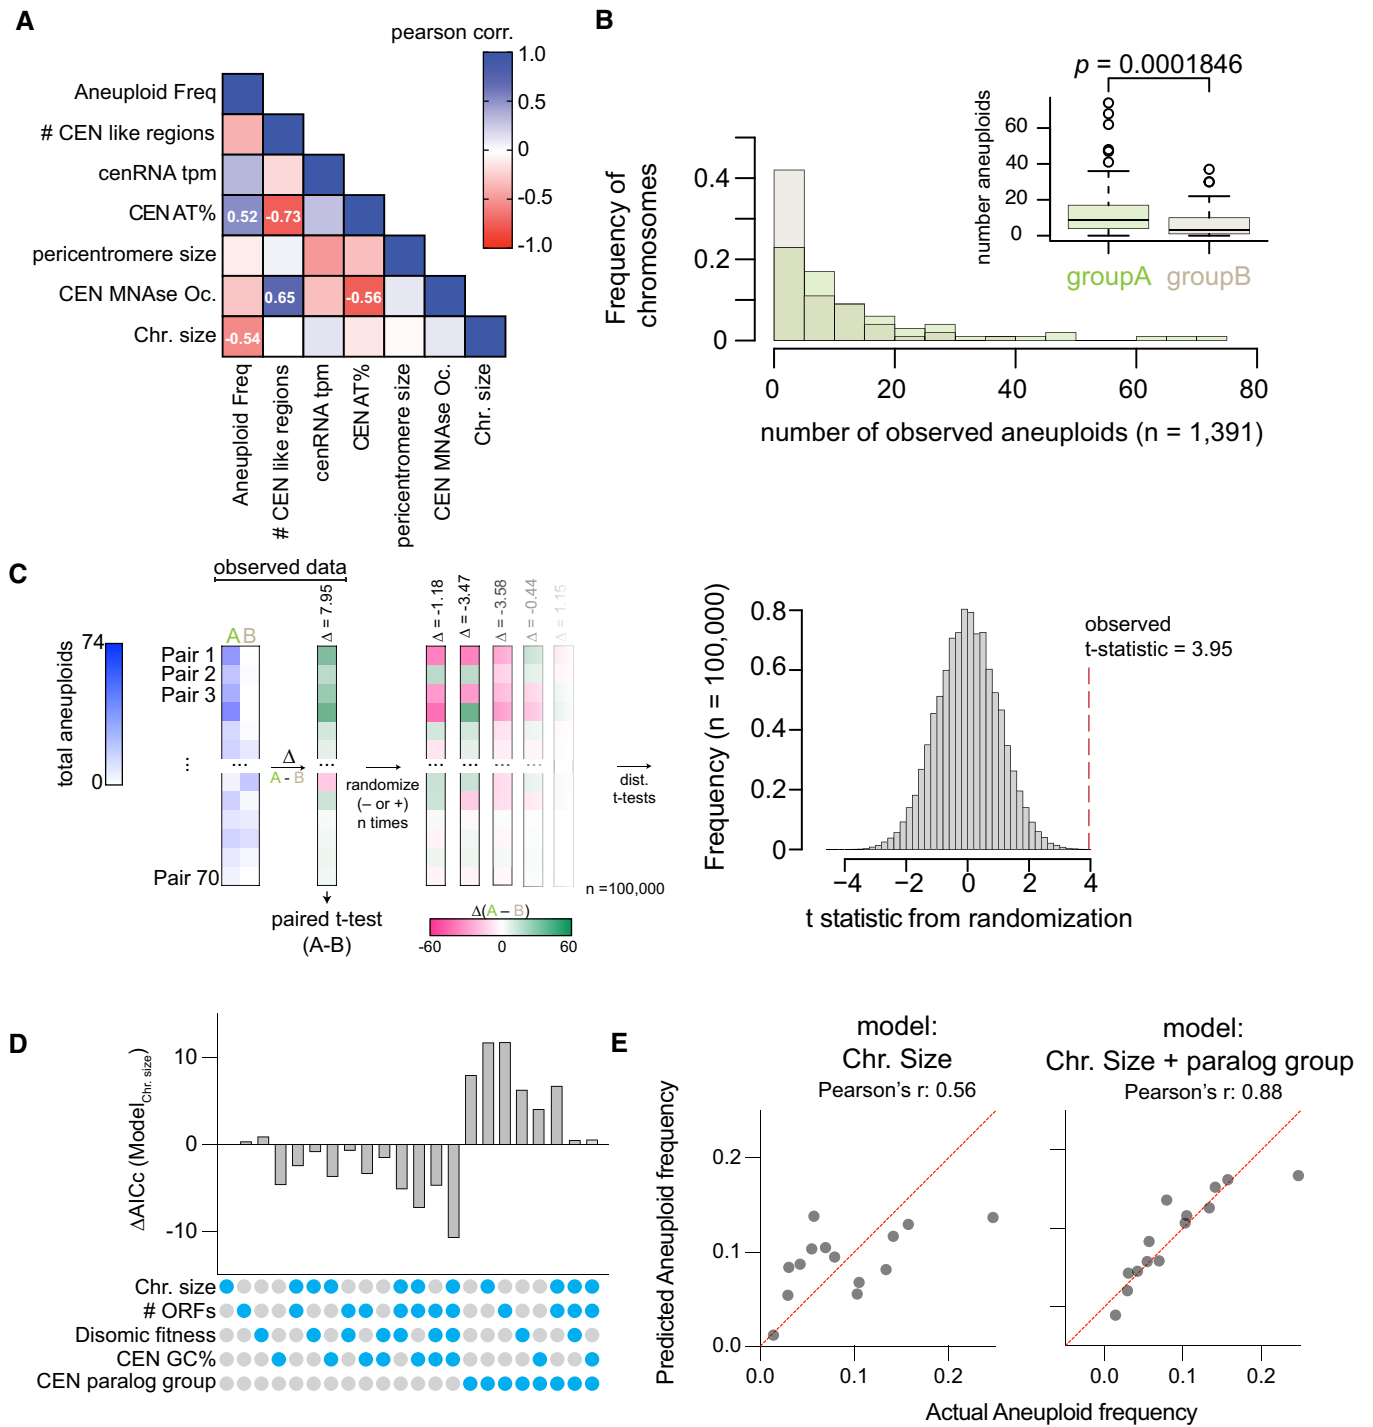 A
pearson corr.
1.0
0.5
0
-0.5
-1.0
Aneuploid Freq
# CEN like regions
cenRNA tpm
CEN AT%
0.52
-0.73
pericentromere size
CEN MNAse Oc.
0.65
-0.56
Chr. size
-0.54
Aneuploid Freq
# CEN like regions
cenRNA tpm
CEN AT%
pericentromere size
CEN MNAse Oc.
Chr. size
B
p = 0.0001846
number aneuploids
60
40
20
0
groupA
groupB
Frequency of
chromosomes
0.4
0.2
0
0
20
40
60
80
number of observed aneuploids (n = 1,391)
C
observed data
total aneuploids
74
0
A B
Pair 1
Pair 2
Pair 3
...
Pair 70
...
Δ
A - B
Δ = 7.95
...
paired t-test
(A-B)
randomize
(– or +)
n times
Δ = -1.18
Δ = -3.47
Δ = -3.58
Δ = -0.44
Δ = 1.15
...
...
...
...
n =100,000
Δ(A – B)
-60
0
60
dist.
t-tests
Frequency (n = 100,000)
0.8
0.6
0.4
0.2
0
observed
t-statistic = 3.95
−4
−2
0
2
4
t statistic from randomization
D
ΔAICc (Model Chr. size)
10
0
-10
Chr. size
# ORFs
Disomic fitness
CEN GC%
CEN paralog group
E
model:
Chr. Size
Pearson's r: 0.56
model:
Chr. Size + paralog group
Pearson's r: 0.88
Predicted Aneuploid frequency
0.2
0.1
0.0
0.0
0.1
0.2
0.0
0.1
0.2
Actual Aneuploid frequency